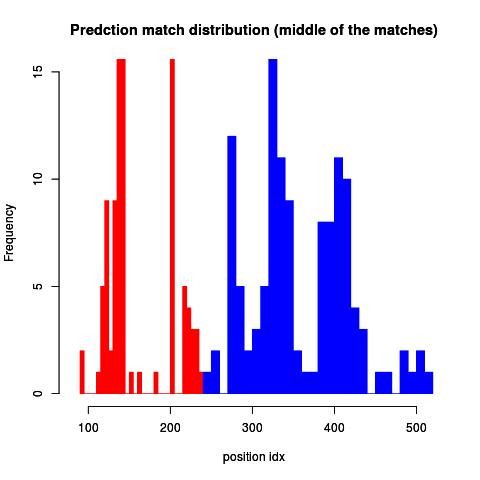 Predction match distribution (middle of the matches)
15
10
5
0
Frequency
100 200 300 400 500
position idx